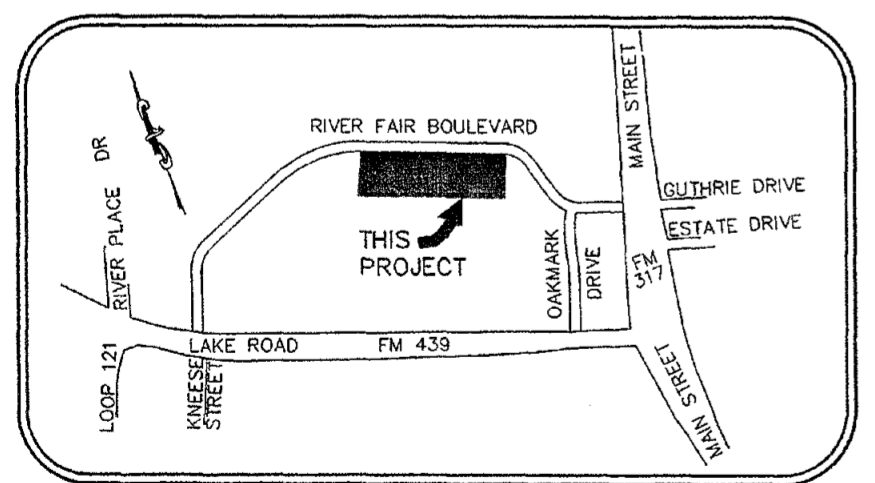 MAIN STREET
RIVER FAIR BOULEVARD
RIVER PLACE DR
GUTHRIE DRIVE
ESTATE DRIVE
THIS
PROJECT
OAKMARK
DRIVE
FM
317
LAKE ROAD FM 439
LOOP 121
KNEESE
STREET
MAIN STREET